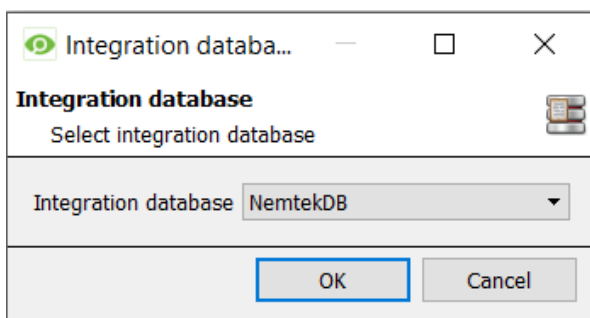 Integration databa...
Integration database
Select integration database
Integration database NemtekDB
OK Cancel